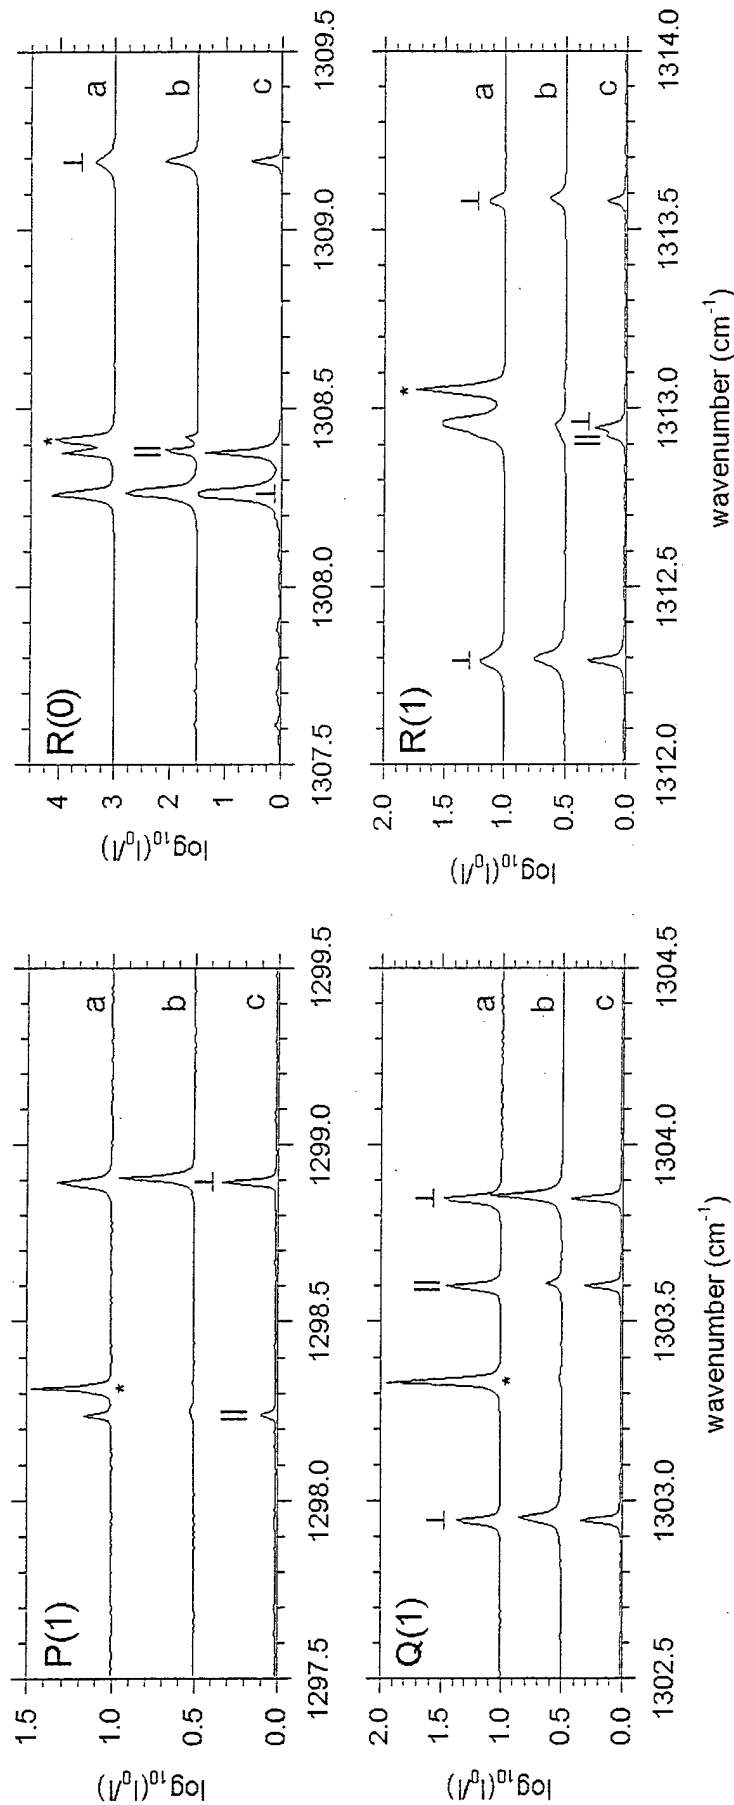 P(1)
a
b
c
*
||
⊥
1.5
1.0
0.5
0.0
log₁₀(I₀/I)
1297.5
1298.0
1298.5
1299.0
1299.5
R(0)
a
b
c
*
||
⊥
⊥
4
3
2
1
0
log₁₀(I₀/I)
1307.5
1308.0
1308.5
1309.0
1309.5
Q(1)
a
b
c
⊥
*
||
⊥
2.0
1.5
1.0
0.5
0.0
log₁₀(I₀/I)
1302.5
1303.0
1303.5
1304.0
1304.5
wavenumber (cm⁻¹)
R(1)
a
b
c
⊥
*
||
⊥
⊥
2.0
1.5
1.0
0.5
0.0
log₁₀(I₀/I)
1312.0
1312.5
1313.0
1313.5
1314.0
wavenumber (cm⁻¹)